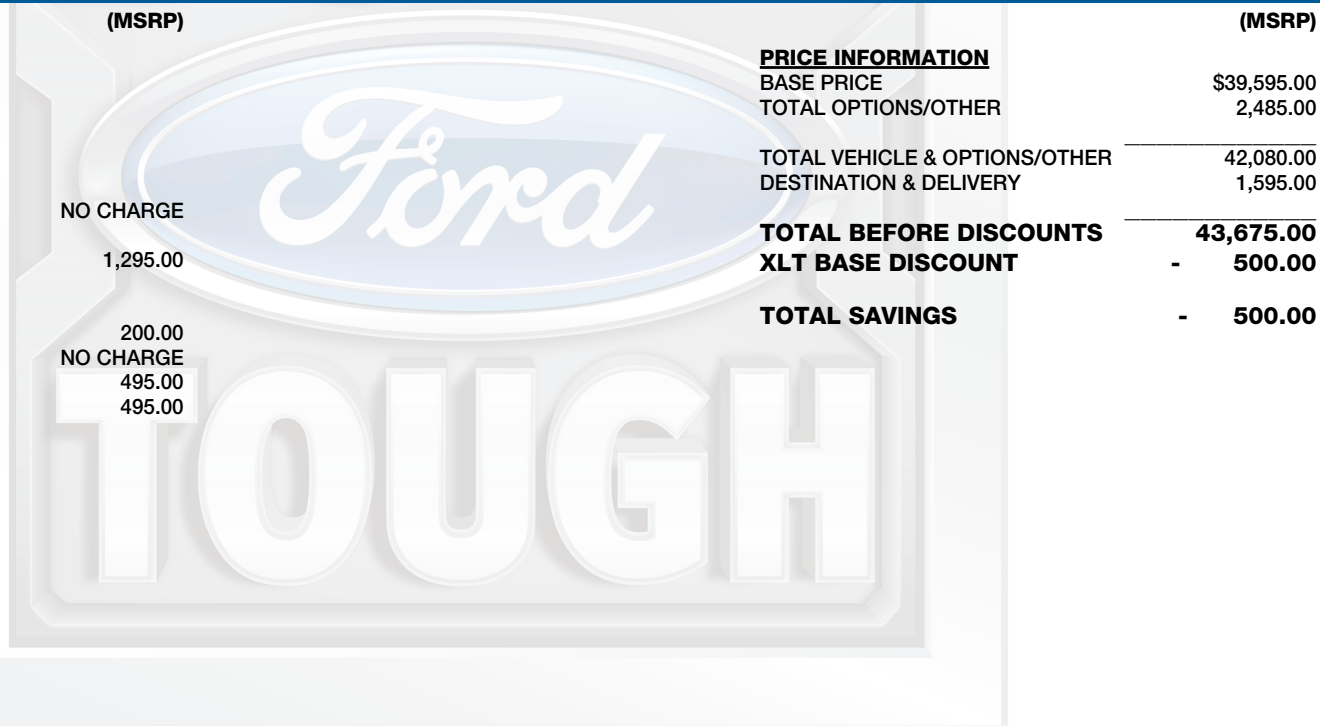 (MSRP)
NO CHARGE
1,295.00
200.00
NO CHARGE
495.00
495.00
(MSRP)
PRICE INFORMATION
BASE PRICE $39,595.00
TOTAL OPTIONS/OTHER 2,485.00
TOTAL VEHICLE & OPTIONS/OTHER 42,080.00
DESTINATION & DELIVERY 1,595.00
TOTAL BEFORE DISCOUNTS 43,675.00
XLT BASE DISCOUNT - 500.00
TOTAL SAVINGS - 500.00
Ford
TOUGH